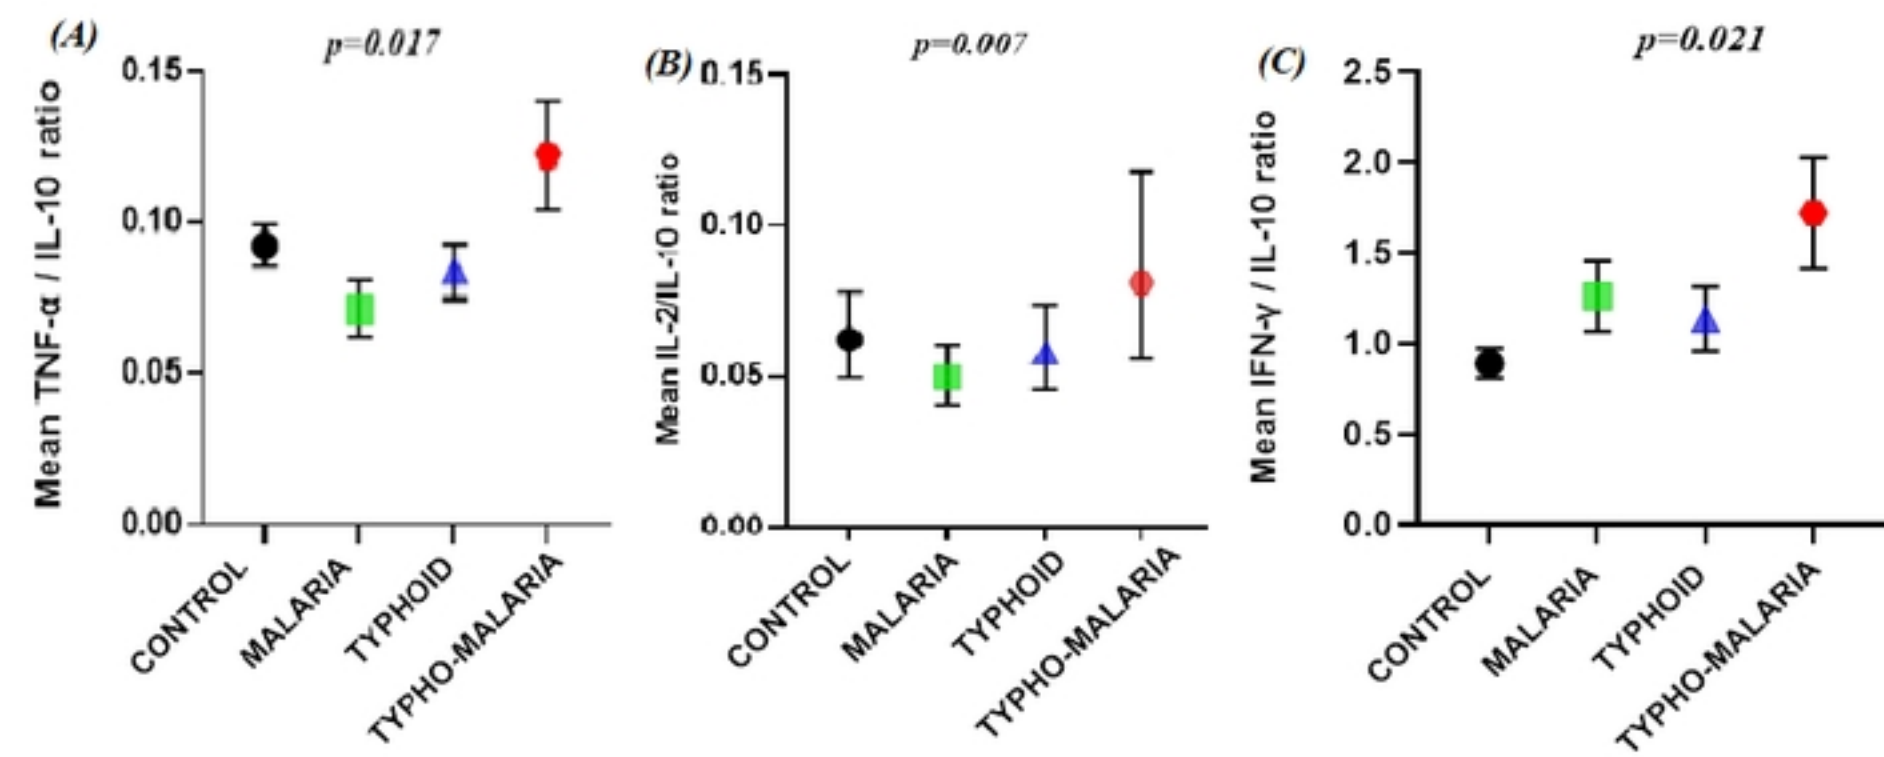 (A)
p=0.017
Mean TNF-α / IL-10 ratio
0.15
0.10
0.05
0.00
CONTROL
MALARIA
TYPHOID
TYPHO-MALARIA
(B)
p=0.007
Mean IL-2/IL-10 ratio
0.15
0.10
0.05
0.00
CONTROL
MALARIA
TYPHOID
TYPHO-MALARIA
(C)
p=0.021
Mean IFN-γ / IL-10 ratio
2.5
2.0
1.5
1.0
0.5
0.0
CONTROL
MALARIA
TYPHOID
TYPHO-MALARIA